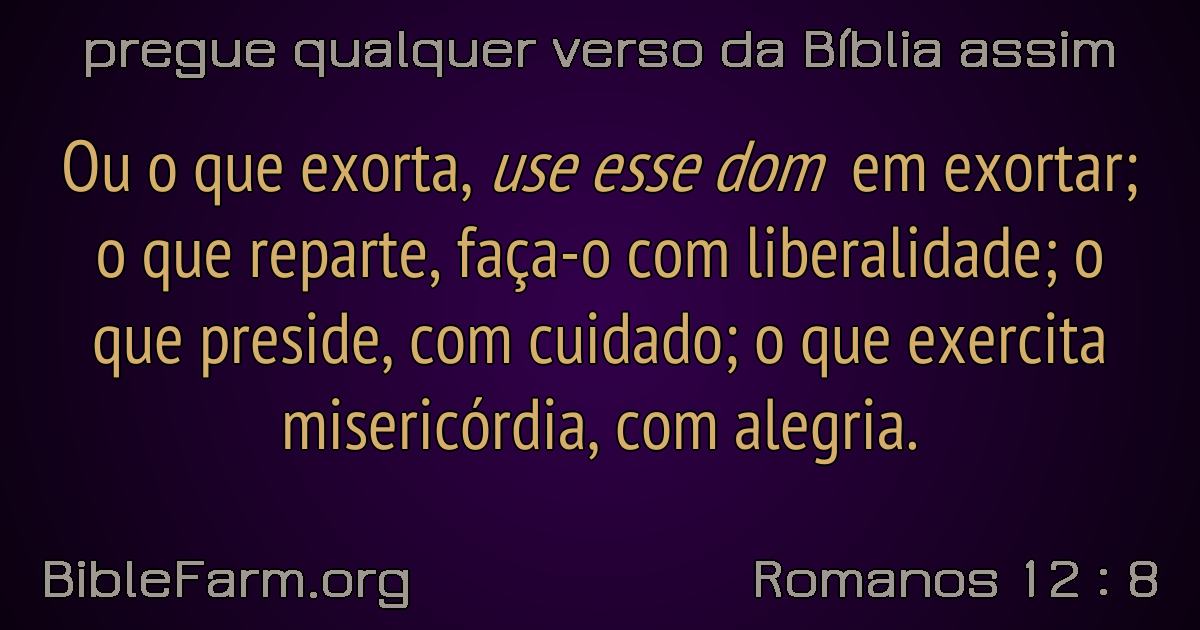 pregue qualquer verso da Bíblia assim
Ou o que exorta, use esse dom em exortar;
o que reparte, faça-o com liberalidade; o
que preside, com cuidado; o que exercita
misericórdia, com alegria.
BibleFarm.org
Romanos 12 : 8